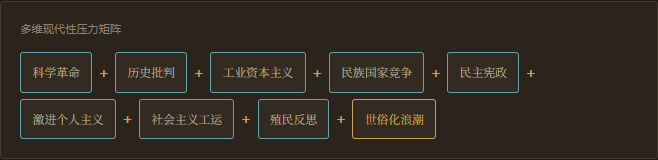 多维现代性压力矩阵
科学革命 + 历史批判 + 工业资本主义 + 民族国家竞争 + 民主宪政 +
激进个人主义 + 社会主义工运 + 殖民反思 + 世俗化浪潮